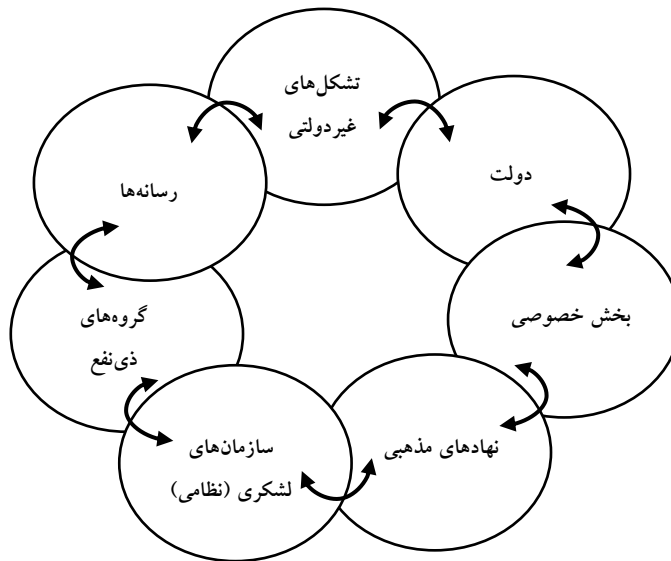 تشکل‌های
غیردولتی
دولت
رسانه‌ها
بخش خصوصی
گروه‌های
ذی‌نفع
نهادهای مذهبی
سازمان‌های
لشکری (نظامی)